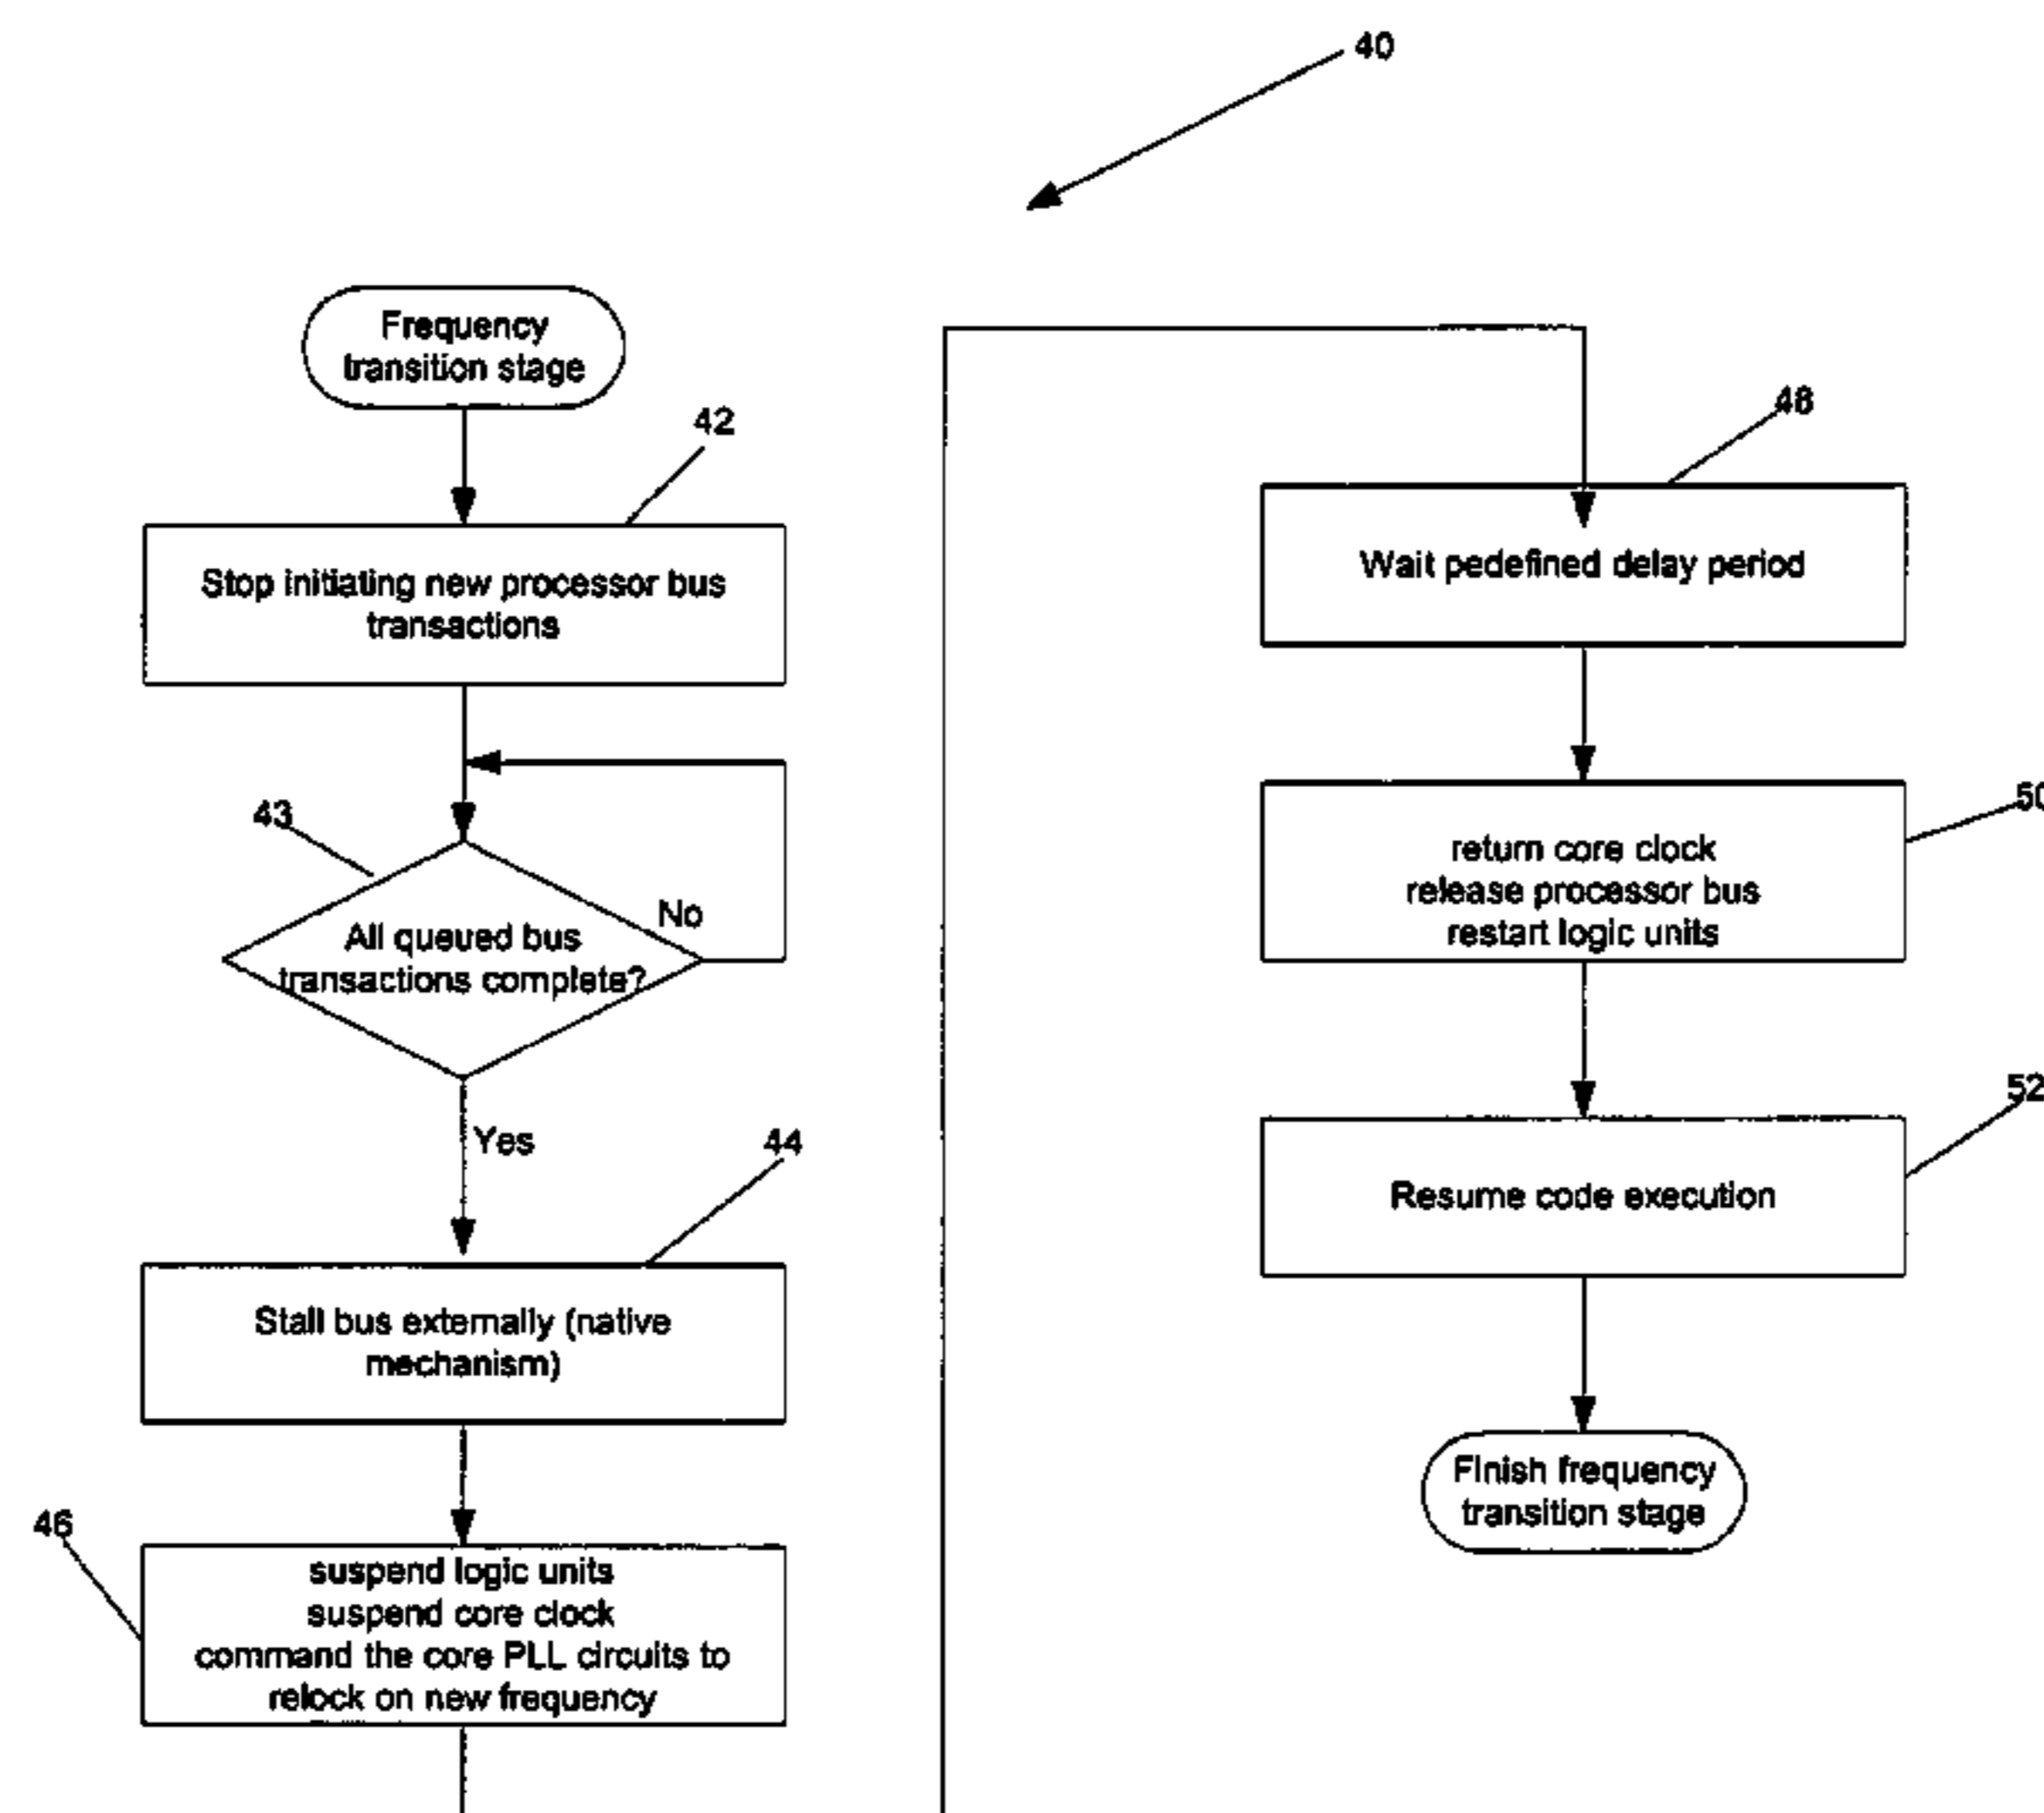 40
Frequency
transition stage
42
Stop initiating new processor bus
transactions
43
All queued bus
transactions complete?
No
Yes
44
Stall bus externally (native
mechanism)
46
suspend logic units
suspend core clock
command the core PLL circuits to
relock on new frequency
48
Wait pedefined delay period
50
return core clock
release processor bus
restart logic units
52
Resume code execution
Finish frequency
transition stage